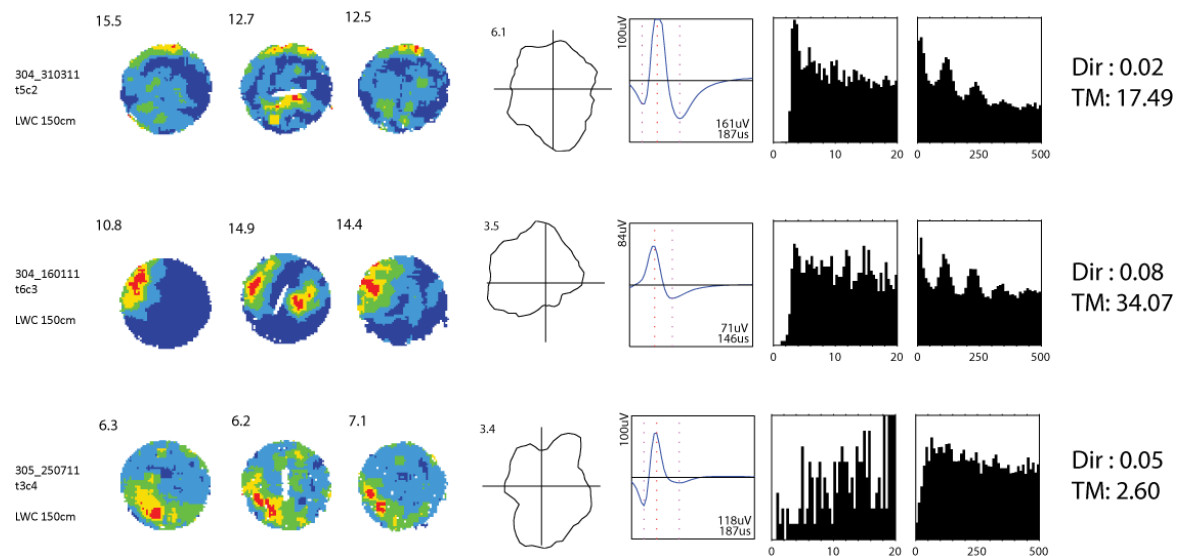 15.5
12.7
12.5
304_310311
t5c2
LWC 150cm
6.1
100uV
161uV
187us
0 10 20
0 250 500
Dir : 0.02
TM: 17.49
10.8
14.9
14.4
304_160111
t6c3
LWC 150cm
3.5
84uV
71uV
146us
0 10 20
0 250 500
Dir : 0.08
TM: 34.07
6.3
6.2
7.1
305_250711
t3c4
LWC 150cm
3.4
100uV
118uV
187us
0 10 20
0 250 500
Dir : 0.05
TM: 2.60